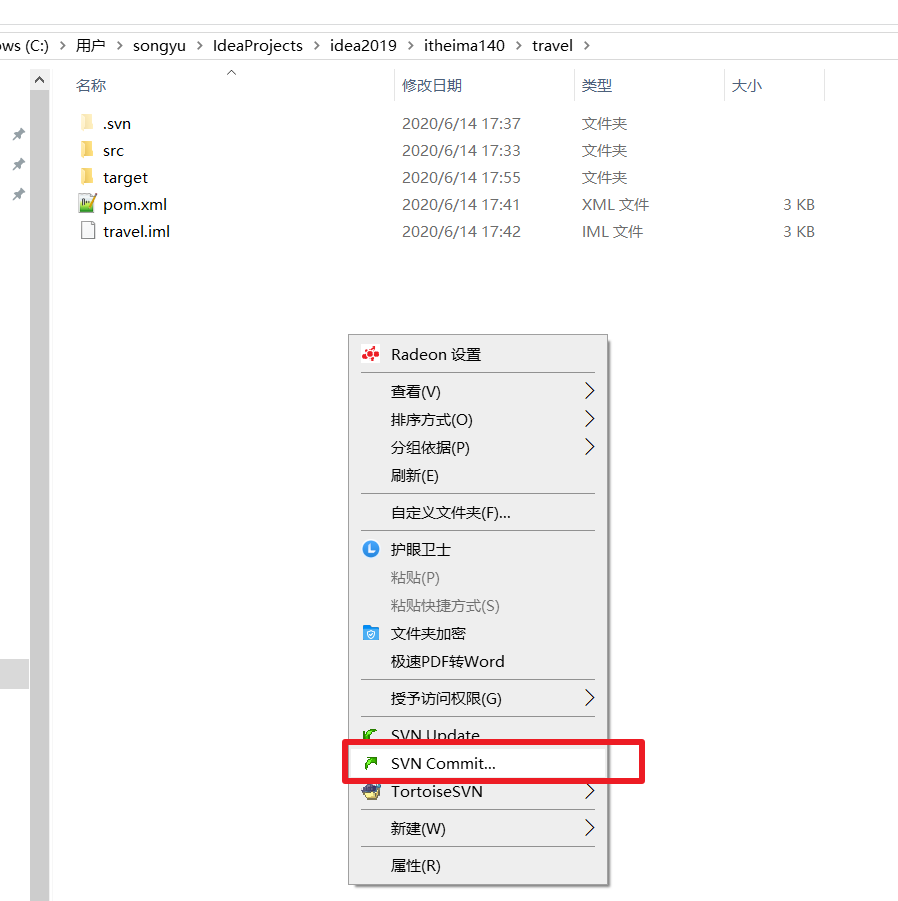 ows (C:) > 用户 > songyu > IdeaProjects > idea2019 > itheima140 > travel >
名称 修改日期 类型 大小
.svn 2020/6/14 17:37 文件夹
src 2020/6/14 17:33 文件夹
target 2020/6/14 17:55 文件夹
pom.xml 2020/6/14 17:41 XML 文件 3 KB
travel.iml 2020/6/14 17:42 IML 文件 3 KB
Radeon 设置
查看(V)
排序方式(O)
分组依据(P)
刷新(E)
自定义文件夹(F)...
护眼卫士
粘贴(P)
粘贴快捷方式(S)
文件夹加密
极速PDF转Word
授予访问权限(G)
SVN Update
SVN Commit...
TortoiseSVN
新建(W)
属性(R)